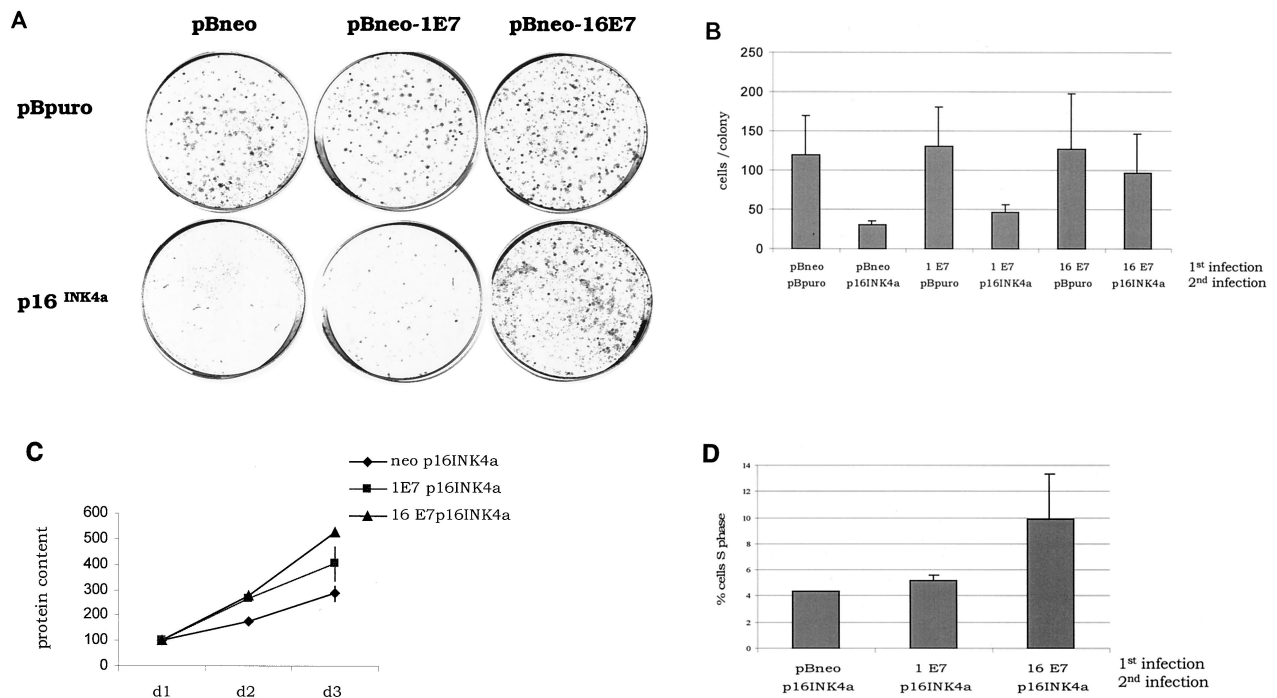 A
pBneo
pBneo-1E7
pBneo-16E7
pBpuro
p16 INK4a
B
250
200
150
100
50
0
cells /colony
pBneo pBneo 1 E7 1 E7 16 E7 16 E7
pBpuro p16INK4a pBpuro p16INK4a pBpuro p16INK4a
1st infection
2nd infection
C
neo p16INK4a
1E7 p16INK4a
16 E7p16INK4a
600
500
400
300
200
100
0
protein content
d1 d2 d3
D
14
12
10
8
6
4
2
0
% cells S phase
pBneo 1 E7 16 E7
p16INK4a p16INK4a p16INK4a
1st infection
2nd infection